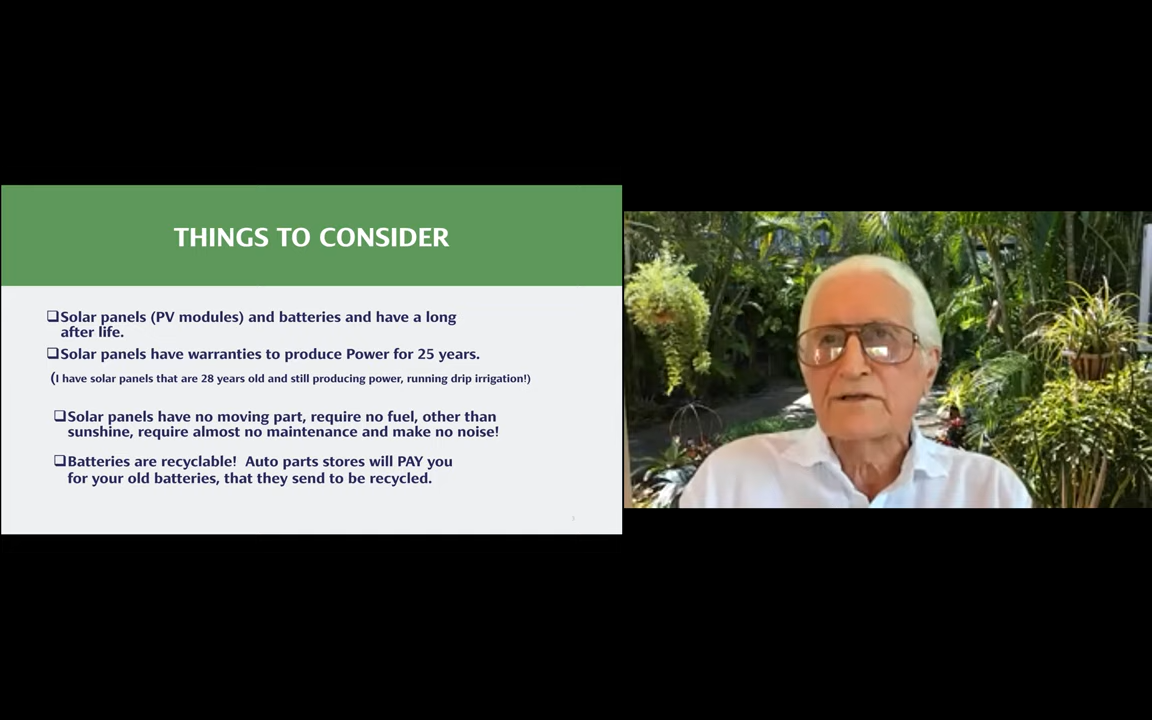 THINGS TO CONSIDER
❑Solar panels (PV modules) and batteries and have a long
after life.
❑Solar panels have warranties to produce Power for 25 years.
(I have solar panels that are 28 years old and still producing power, running drip irrigation!)
❑Solar panels have no moving part, require no fuel, other than
sunshine, require almost no maintenance and make no noise!
❑Batteries are recyclable!  Auto parts stores will PAY you
for your old batteries, that they send to be recycled.